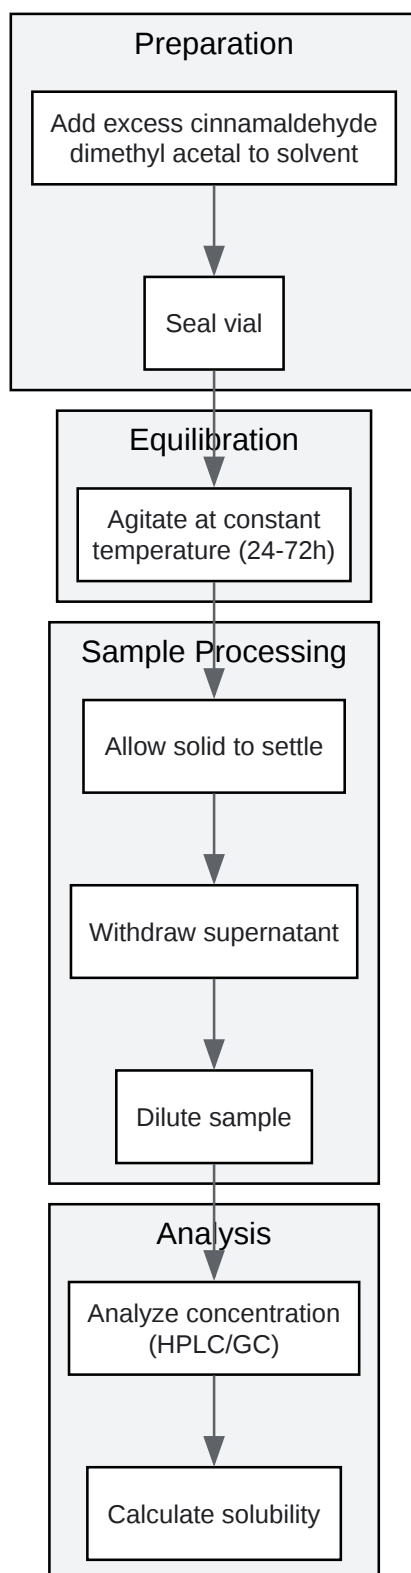 Preparation
Add excess cinnamaldehyde
dimethyl acetal to solvent
Seal vial
Equilibration
Agitate at constant
temperature (24-72h)
Sample Processing
Allow solid to settle
Withdraw supernatant
Dilute sample
Analysis
Analyze concentration
(HPLC/GC)
Calculate solubility